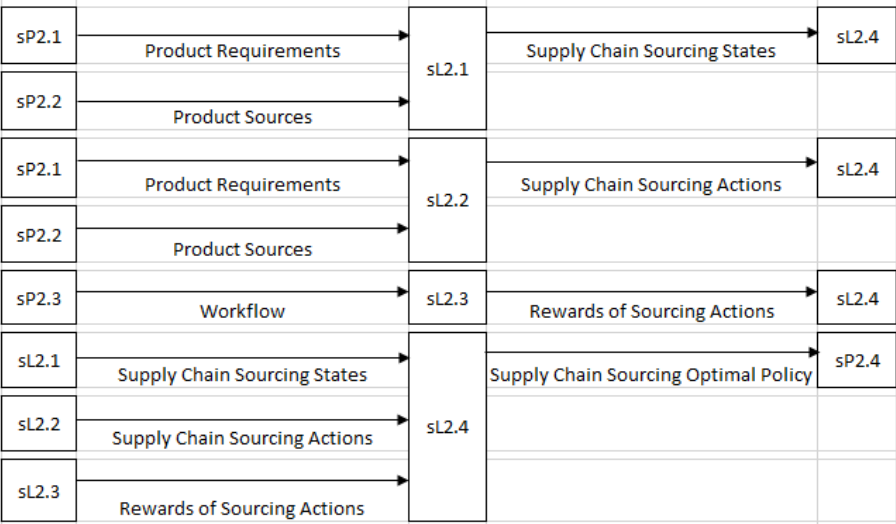 sP2.1
Product Requirements
sL2.1
Supply Chain Sourcing States
sL2.4
sP2.2
Product Sources
sP2.1
Product Requirements
sL2.2
Supply Chain Sourcing Actions
sL2.4
sP2.2
Product Sources
sP2.3
Workflow
sL2.3
Rewards of Sourcing Actions
sL2.4
sL2.1
Supply Chain Sourcing States
sL2.4
Supply Chain Sourcing Optimal Policy
sP2.4
sL2.2
Supply Chain Sourcing Actions
sL2.3
Rewards of Sourcing Actions